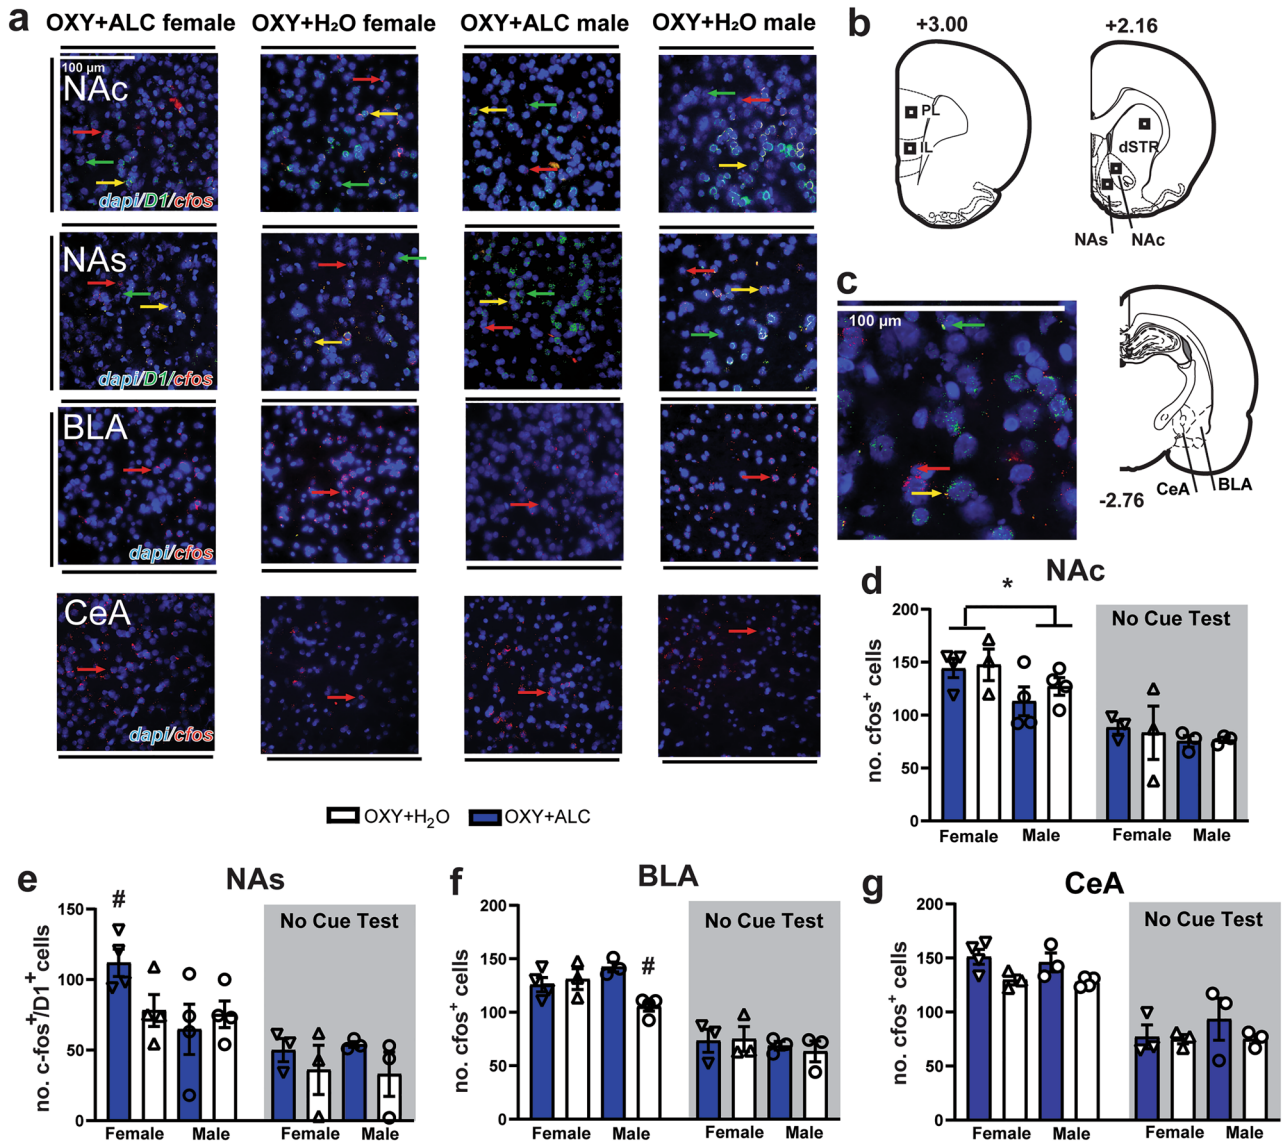 a
OXY+ALC female
OXY+H₂O female
OXY+ALC male
OXY+H₂O male
100 µm
NAc
dapi/D1/cfos
NAs
dapi/D1/cfos
BLA
dapi/cfos
CeA
dapi/cfos
b
+3.00
+2.16
PL
IL
dSTR
NAs
NAc
c
100 µm
CeA
BLA
-2.76
OXY+H₂O
OXY+ALC
d
NAc
*
No Cue Test
no. cfos⁺ cells
200
150
100
50
0
Female
Male
Female
Male
e
NAs
#
No Cue Test
no. c-fos⁺/D1⁺ cells
150
100
50
0
Female
Male
Female
Male
f
BLA
#
No Cue Test
no. cfos⁺ cells
200
150
100
50
0
Female
Male
Female
Male
g
CeA
No Cue Test
no. cfos⁺ cells
200
150
100
50
0
Female
Male
Female
Male